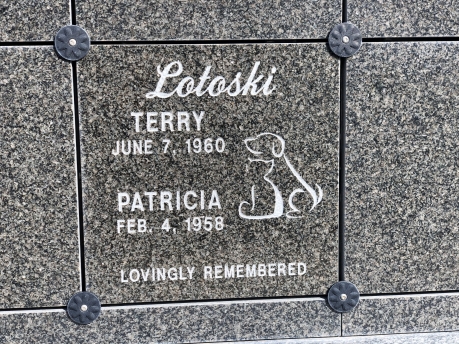 Lotoski
TERRY
JUNE 7, 1960
PATRICIA
FEB. 4, 1958
LOVINGLY REMEMBERED